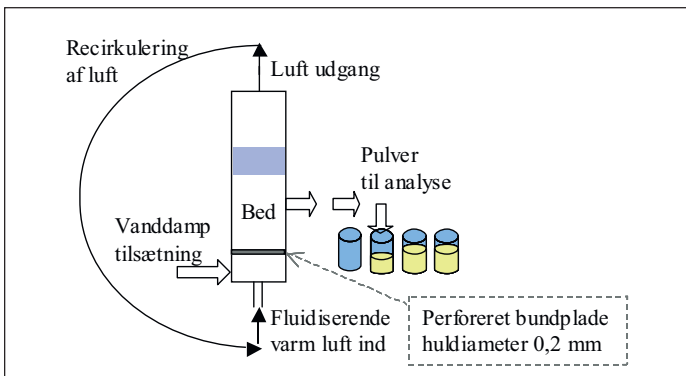 Recirkulering
af luft
Luft udgang
Pulver
til analyse
Bed
Vanddamp
tilsætning
Fluidiserende
varm luft ind
Perforeret bundplade
huldiameter 0,2 mm